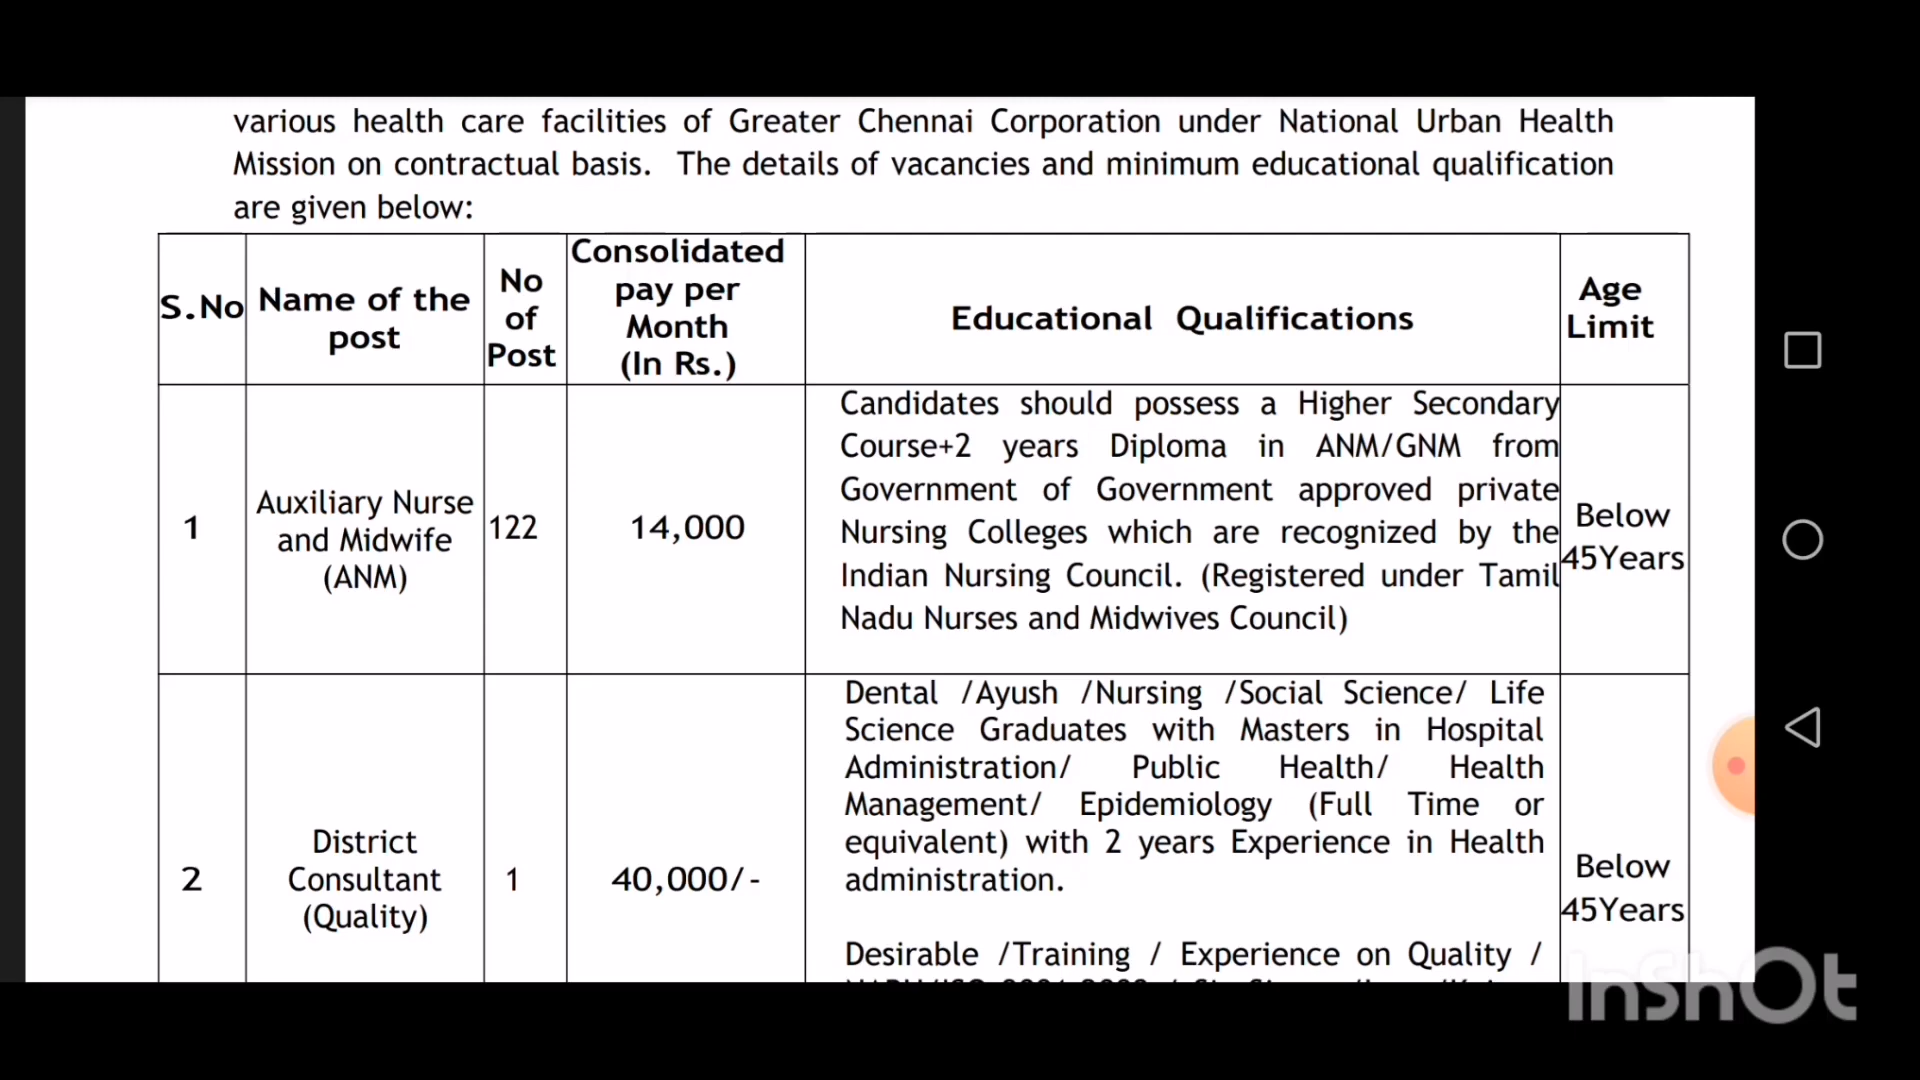 various health care facilities of Greater Chennai Corporation under National Urban Health
Mission on contractual basis. The details of vacancies and minimum educational qualification
are given below:
S.No
Name of the
post
No
of
Post
Consolidated
pay per
Month
(In Rs.)
Educational Qualifications
Age
Limit
1
Auxiliary Nurse
and Midwife
(ANM)
122
14,000
Candidates should possess a Higher Secondary
Course+2 years Diploma in ANM/GNM from
Government of Government approved private
Nursing Colleges which are recognized by the
Indian Nursing Council. (Registered under Tamil
Nadu Nurses and Midwives Council)
Below
45Years
2
District
Consultant
(Quality)
1
40,000/-
Dental /Ayush /Nursing /Social Science/ Life
Science Graduates with Masters in Hospital
Administration/ Public Health/ Health
Management/ Epidemiology (Full Time or
equivalent) with 2 years Experience in Health
administration.
Desirable /Training / Experience on Quality /
Below
45Years
InShOt